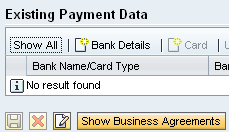 Existing Payment Data
Show All Bank Details Card
Bank Name/Card Type
No result found
Show Business Agreements